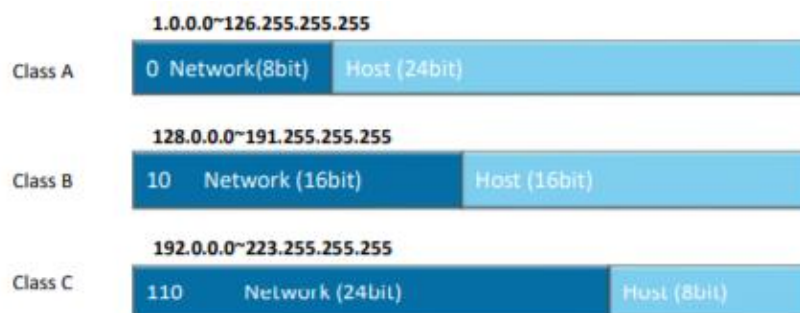 1.0.0.0~126.255.255.255
Class A 0 Network(8bit) Host (24bit)
128.0.0.0~191.255.255.255
Class B 10 Network (16bit) Host (16bit)
192.0.0.0~223.255.255.255
Class C 110 Network (24bit) Host (8bit)